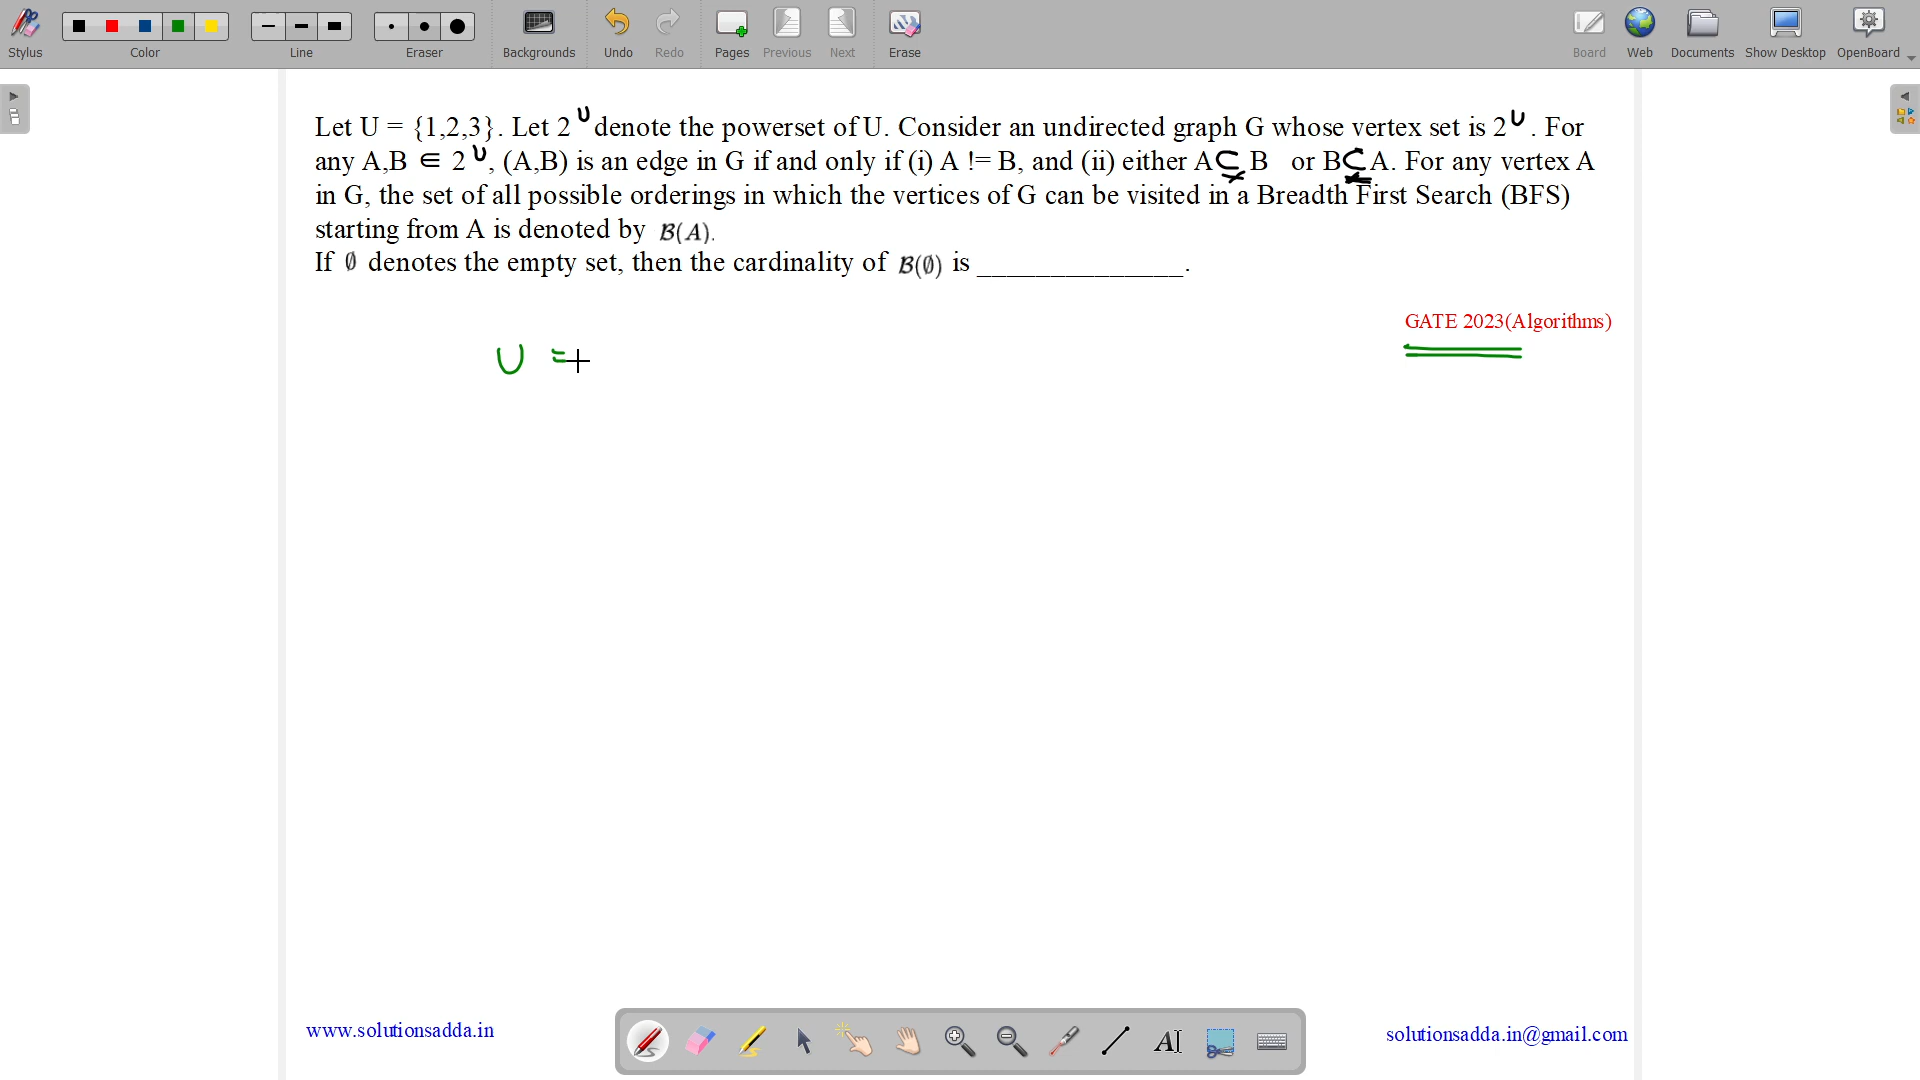 Stylus Color Line Eraser Backgrounds Undo Redo Pages Previous Next Erase Board Web Documents Show Desktop OpenBoard
Let U = {1,2,3}. Let 2^U denote the powerset of U. Consider an undirected graph G whose vertex set is 2^U. For
any A,B ∈ 2^U, (A,B) is an edge in G if and only if (i) A != B, and (ii) either A⊊B or B⊊A. For any vertex A
in G, the set of all possible orderings in which the vertices of G can be visited in a Breadth First Search (BFS)
starting from A is denoted by B(A).
If ∅ denotes the empty set, then the cardinality of B(∅) is ______________.
GATE 2023(Algorithms)
U =
www.solutionsadda.in
solutionsadda.in@gmail.com